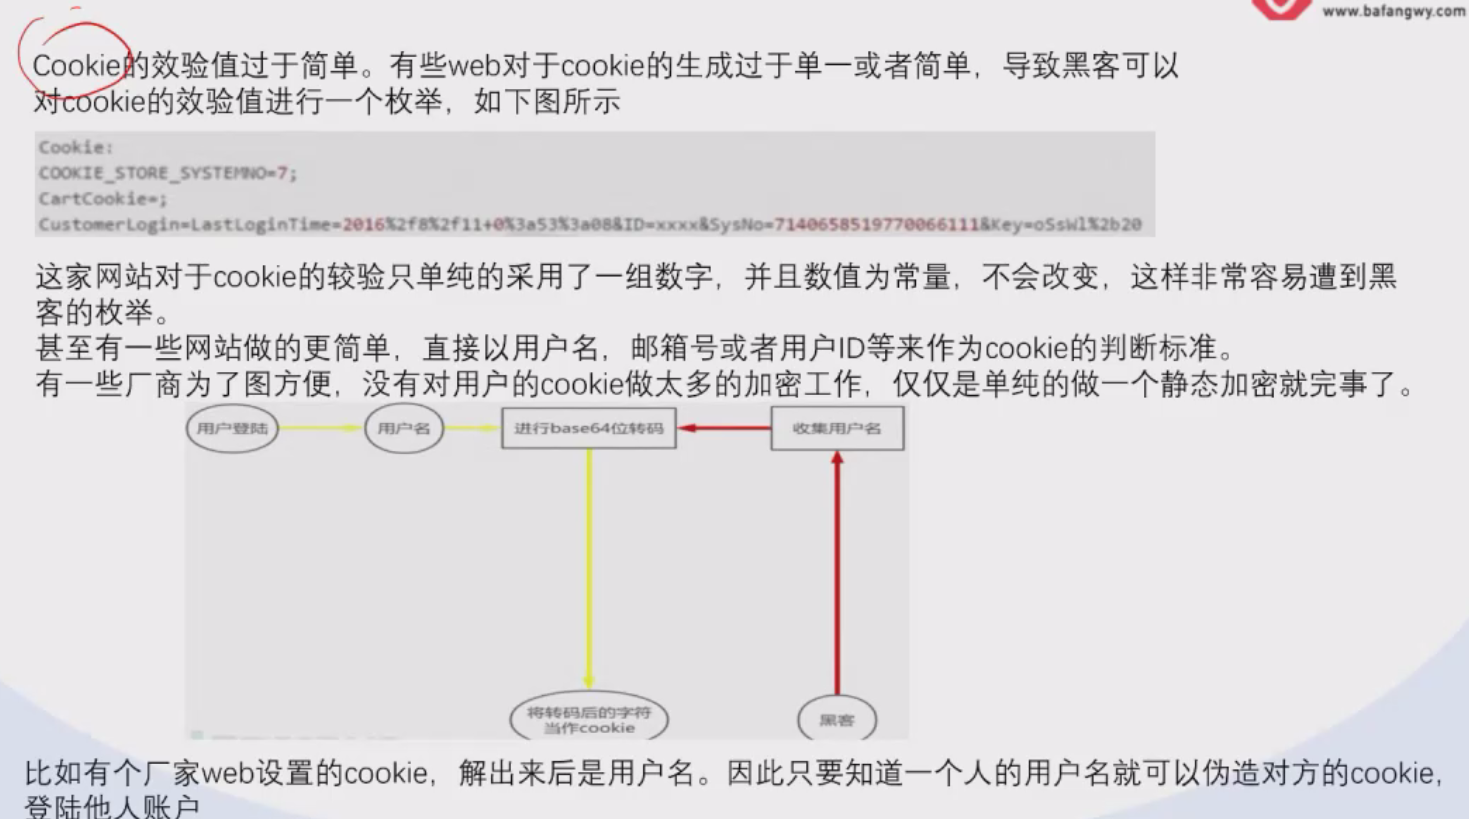 www.bafangwy.com
Cookie的效验值过于简单。有些web对于cookie的生成过于单一或者简单，导致黑客可以
对cookie的效验值进行一个枚举，如下图所示
Cookie:
COOKIE_STORE_SYSTEMNO=7;
CartCookie=;
CustomerLogin=LastLoginTime=2016%2f8%2f11+0%3a53%3a08&ID=xxxx&SysNo=7140658519770066111&Key=oSsWl%2b20
这家网站对于cookie的较验只单纯的采用了一组数字，并且数值为常量，不会改变，这样非常容易遭到黑
客的枚举。
甚至有一些网站做的更简单，直接以用户名，邮箱号或者用户ID等来作为cookie的判断标准。
有一些厂商为了图方便，没有对用户的cookie做太多的加密工作，仅仅是单纯的做一个静态加密就完事了。
用户登陆 用户名 进行base64位转码 收集用户名
将转码后的字符
当作cookie
黑客
比如有个厂家web设置的cookie，解出来后是用户名。因此只要知道一个人的用户名就可以伪造对方的cookie，
登陆他人账户